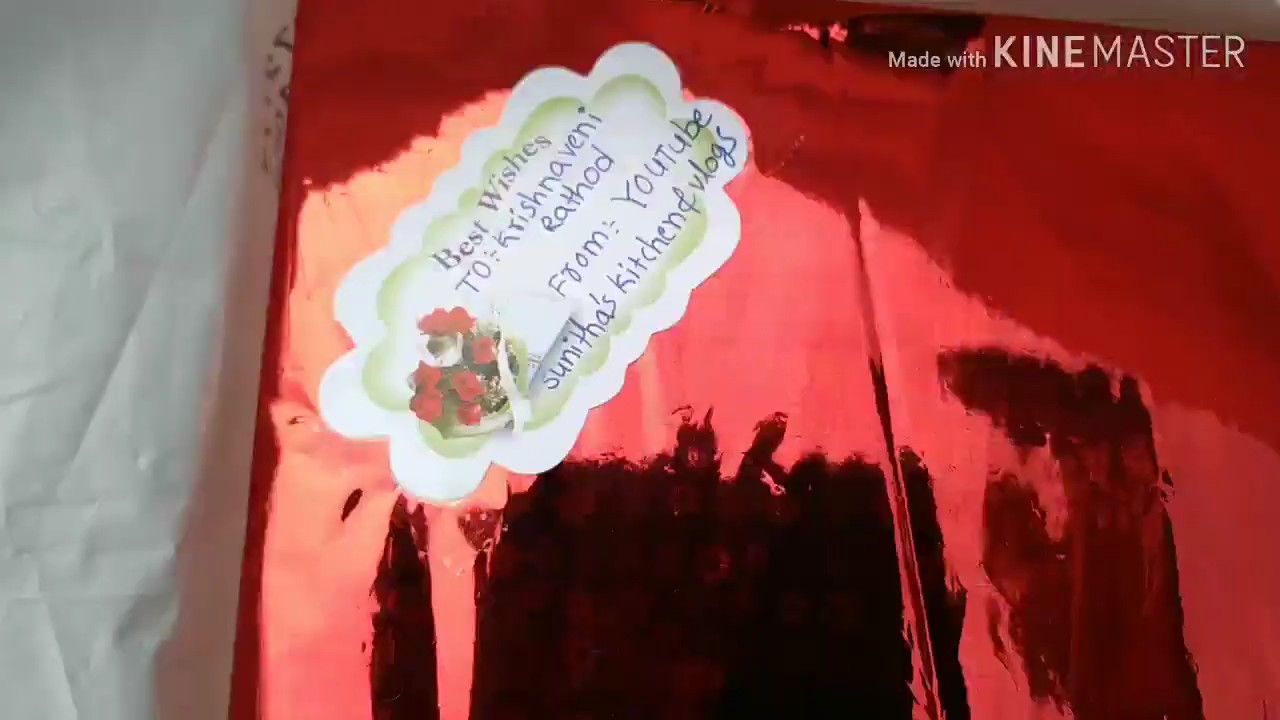 Made with KINEMASTER
Best Wishes
TO:- Krishnaveni
Rathod
From:- YOUTUBE
Sunitha's Kitchen & vlogs